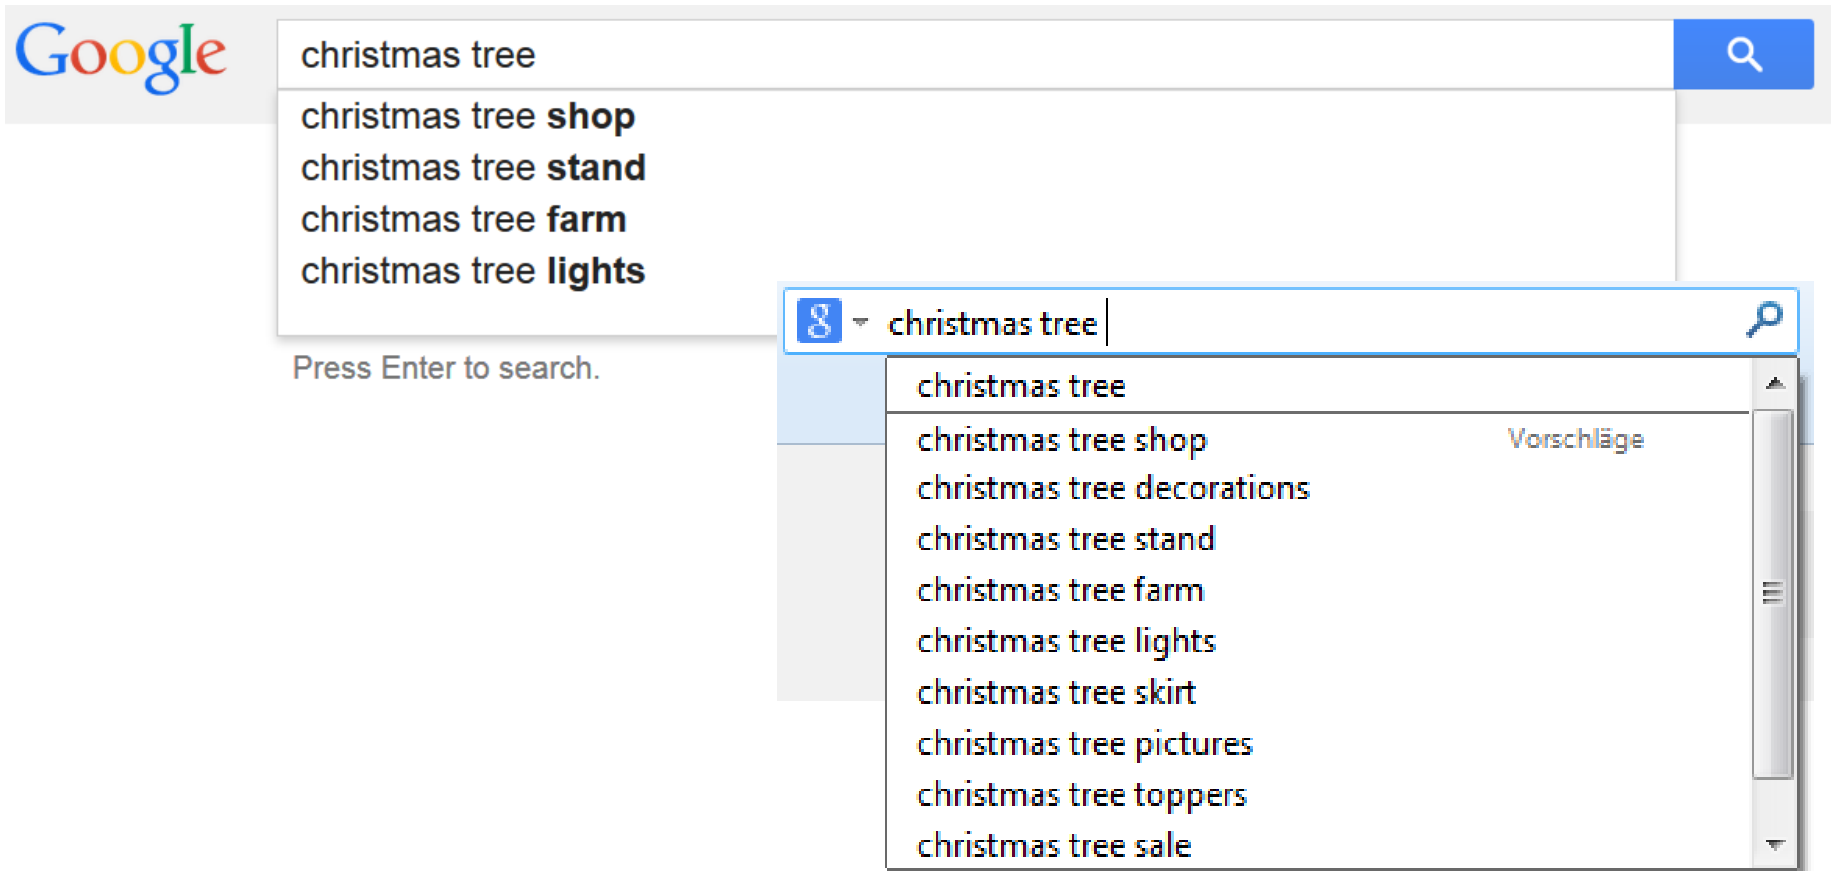 Google
christmas tree
christmas tree shop
christmas tree stand
christmas tree farm
christmas tree lights
Press Enter to search.
8 christmas tree
christmas tree
christmas tree shop Vorschläge
christmas tree decorations
christmas tree stand
christmas tree farm
christmas tree lights
christmas tree skirt
christmas tree pictures
christmas tree toppers
christmas tree sale